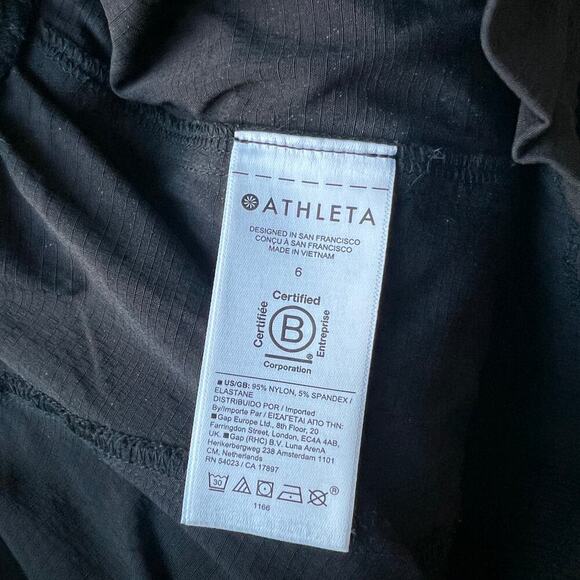 ATHLETA
DESIGNED IN SAN FRANCISCO
CONÇU À SAN FRANCISCO
MADE IN VIETNAM
6
Certified
Certifiée
B
®
Entreprise
Corporation
■ US/GB: 95% NYLON, 5% SPANDEX/
ELASTANE
DISTRIBUIDO POR / Imported
By/Importe Par / ΕΙΣΑΓΕΤΑΙ ΑΠΟ ΤΗΝ:
■ Gap Europe Ltd., 8th Floor, 20
Farringdon Street, London, EC4A 4AB,
UK. ■ Gap (RHC) B.V. Luna ArenA
Herikerbergweg 238 Amsterdam 1101
CM, Netherlands
RN 54023 / CA 17897
30 ®
1166